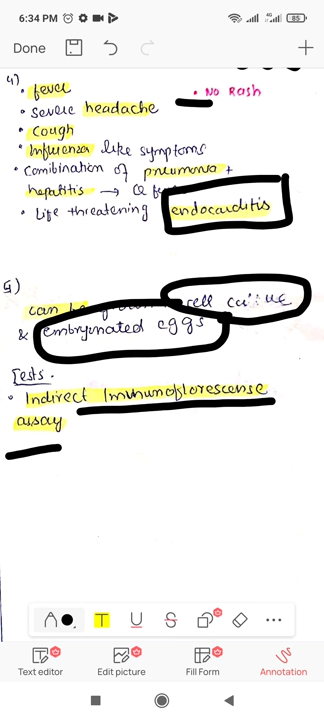 6:34 PM
85
Done
4)
• fever
• No Rash
• severe headache
• cough
• Influenza like symptoms
• combination of pneumonia +
hepatitis → Q
• Life threatening endocarditis
5)
can be cell
& embryonated eggs
Tests.
• Indirect Immunoflorescense
assay
A T U S
Text editor Edit picture Fill Form Annotation